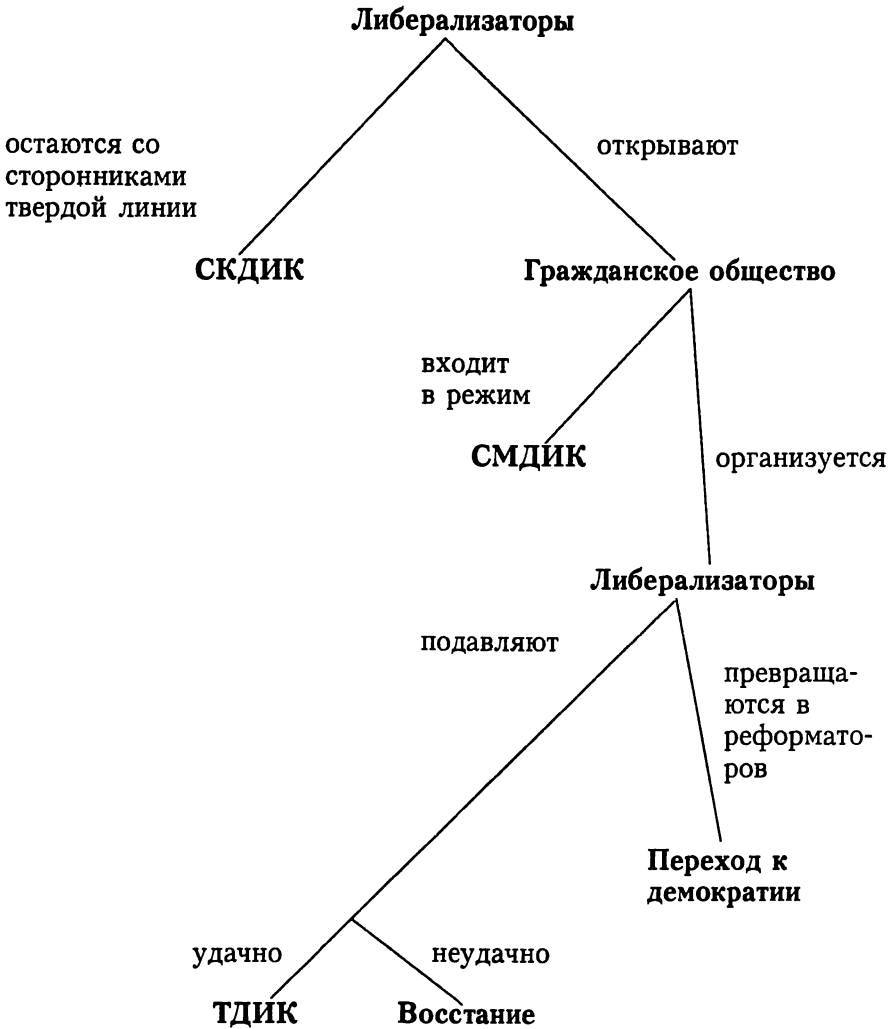 Либерализаторы
остаются со
сторонниками
твердой линии
открывают
СКДИК
Гражданское общество
входит
в режим
СМДИК
организуется
Либерализаторы
подавляют
превраща-
ются в
реформато-
ров
Переход к
демократии
удачно
неудачно
ТДИК
Восстание